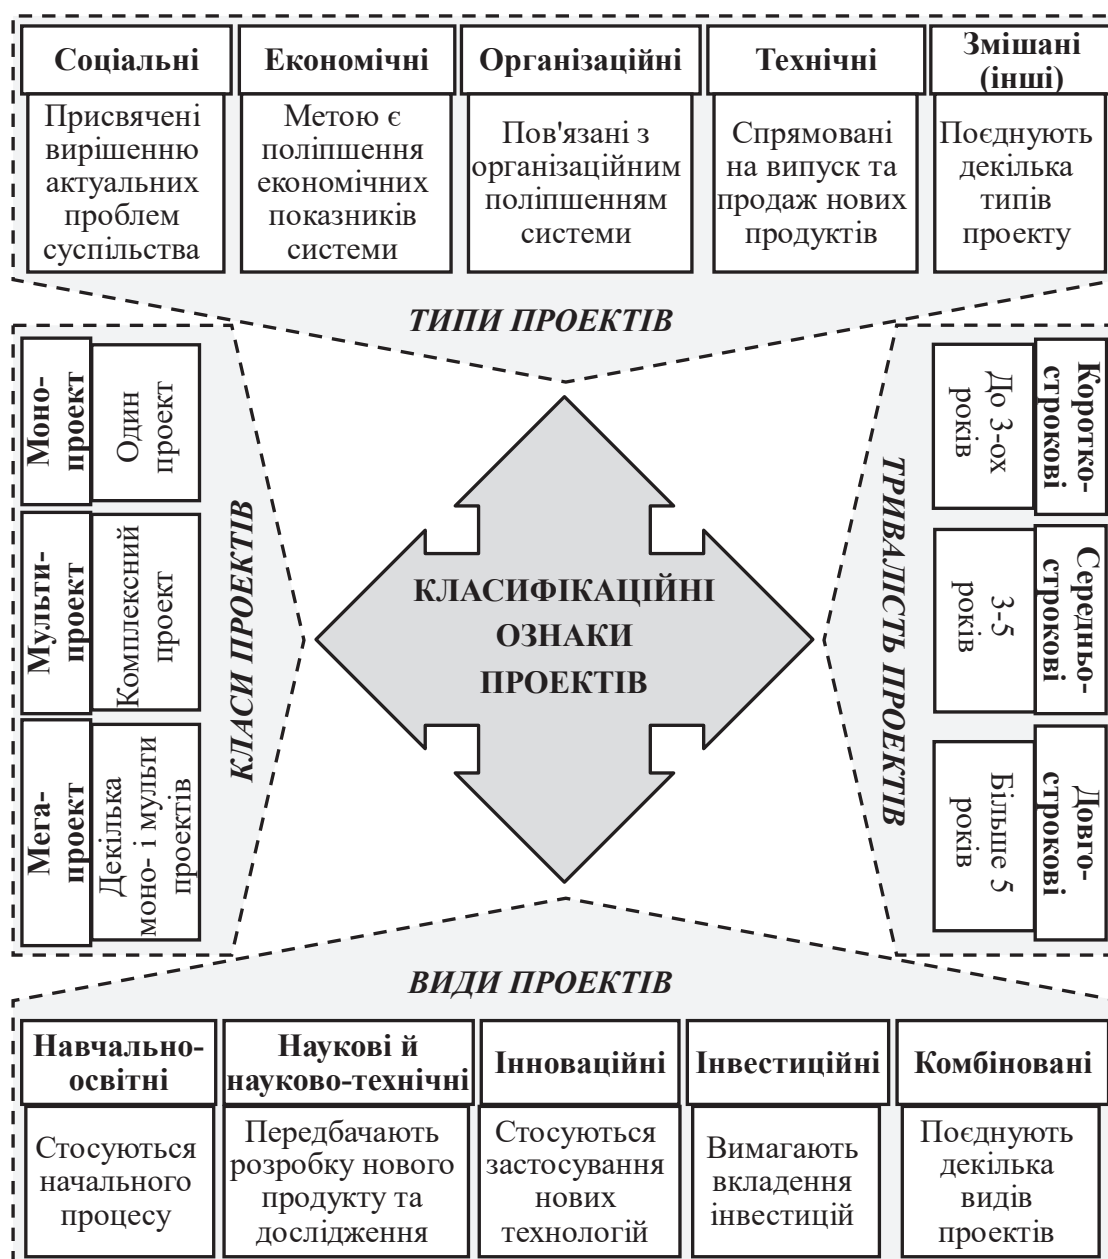 Соціальні
Економічні
Організаційні
Технічні
Змішані
(інші)
Присвячені
вирішенню
актуальних
проблем
суспільства
Метою є
поліпшення
економічних
показників
системи
Пов'язані з
організаційним
поліпшенням
системи
Спрямовані
на випуск та
продаж нових
продуктів
Поєднують
декілька
типів
проекту
ТИПИ ПРОЕКТІВ
Моно-
проект
Один
проект
Мульти-
проект
Комплексний
проект
Мега-
проект
Декілька
моно- і мульти
проектів
КЛАСИ ПРОЕКТІВ
КЛАСИФІКАЦІЙНІ
ОЗНАКИ
ПРОЕКТІВ
ТРИВАЛІСТЬ ПРОЕКТІВ
Коротко-
строкові
До 3-ох
років
Середньо-
строкові
3-5
років
Довго-
строкові
Більше 5
років
ВИДИ ПРОЕКТІВ
Навчально-
освітні
Наукові й
науково-технічні
Інноваційні
Інвестиційні
Комбіновані
Стосуються
начального
процесу
Передбачають
розробку нового
продукту та
дослідження
Стосуються
застосування
нових
технологій
Вимагають
вкладення
інвестицій
Поєднують
декілька
видів
проектів